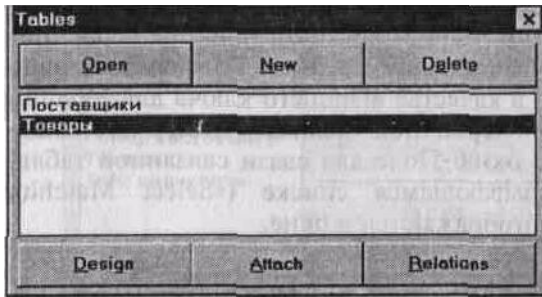 Tables
Open New Delete
Поставщики
Товары
Design Attach Relations